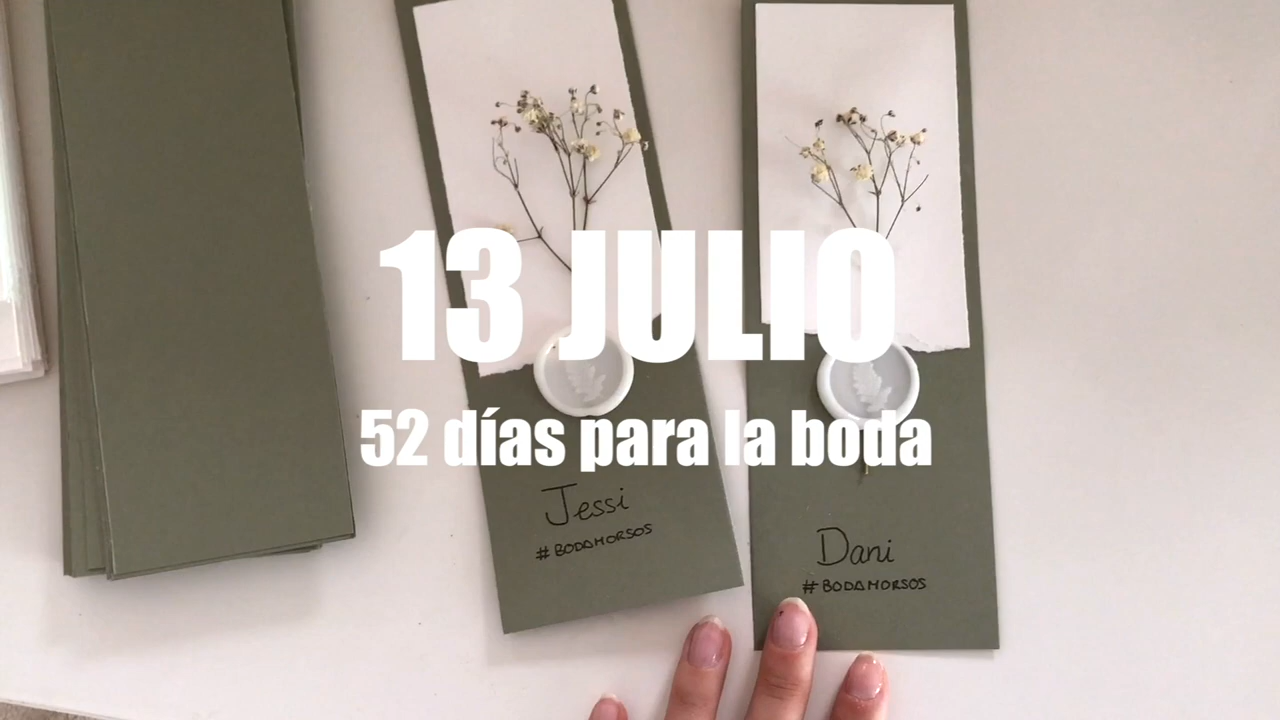 13 JULIO
52 días para la boda
Jessi
#BODAMORSOS
Dani
#BODAMORSOS